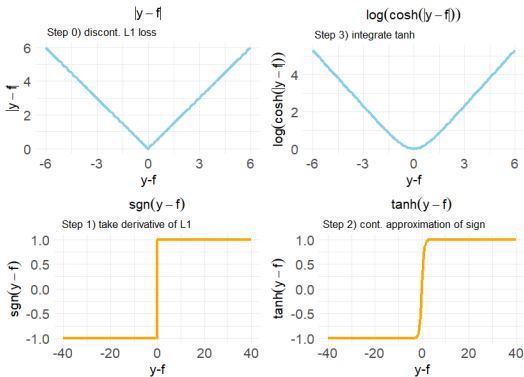 |y − f|
Step 0) discont. L1 loss
|y − f|
6
4
2
0
-6
-3
0
3
6
y-f
log(cosh(|y − f|))
Step 3) integrate tanh
log(cosh((y − f))
4
2
0
-6
-3
0
3
6
y-f
sgn(y − f)
Step 1) take derivative of L1
sgn(y − f)
1.0
0.5
0.0
-0.5
-1.0
-40
-20
0
20
40
y-f
tanh(y − f)
Step 2) cont. approximation of sign
tanh(y − f)
1.0
0.5
0.0
-0.5
-1.0
-40
-20
0
20
40
y-f